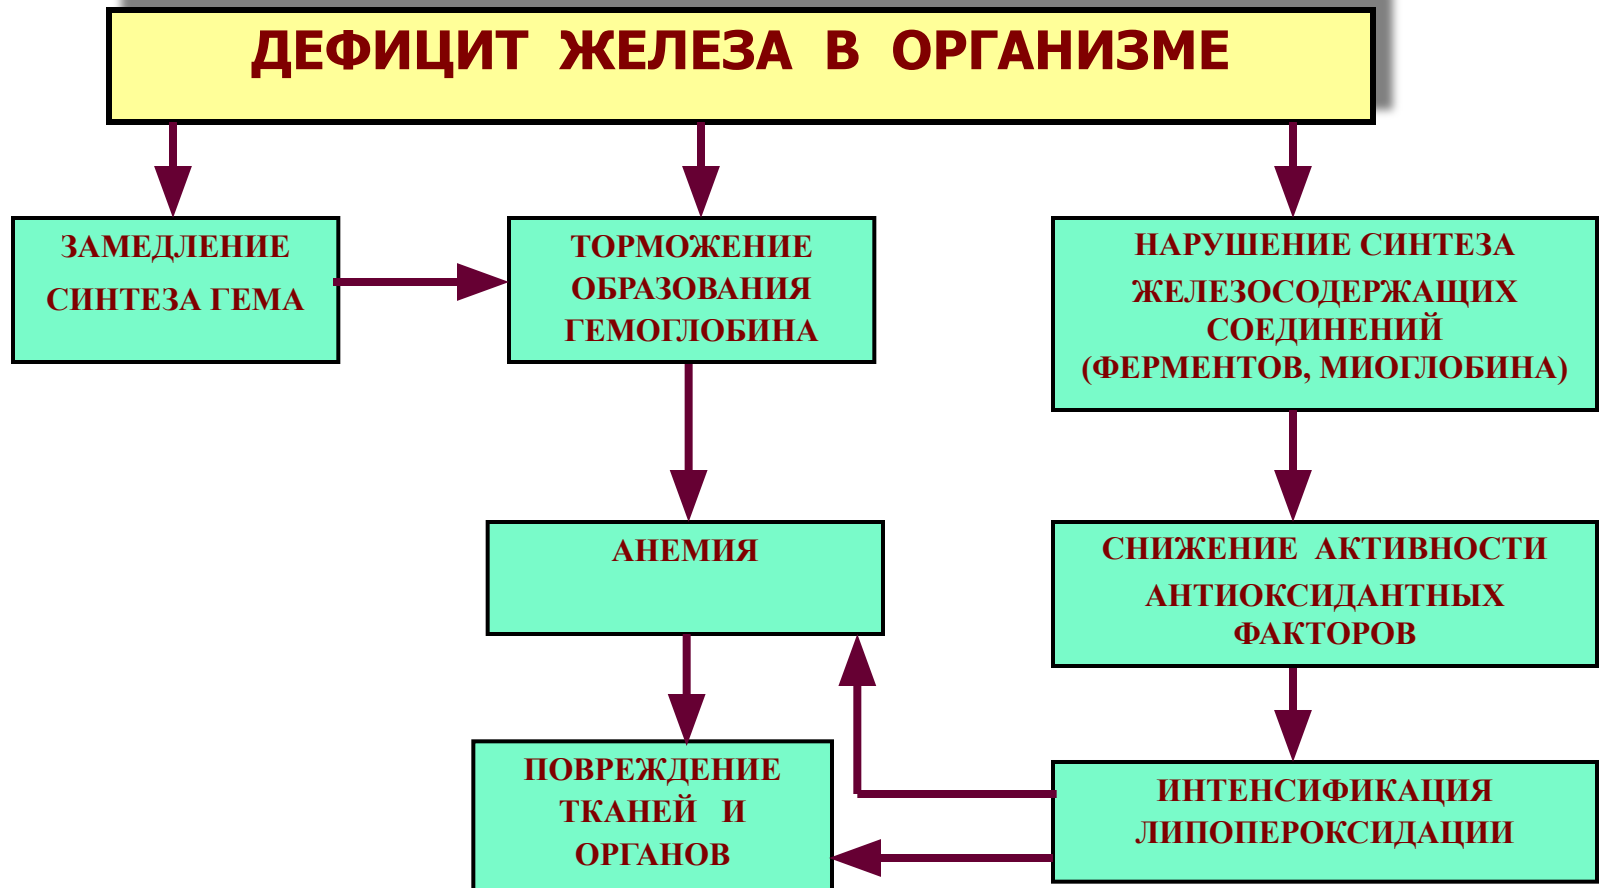 ДЕФИЦИТ ЖЕЛЕЗА В ОРГАНИЗМЕ
ЗАМЕДЛЕНИЕ
СИНТЕЗА ГЕМА
ТОРМОЖЕНИЕ
ОБРАЗОВАНИЯ
ГЕМОГЛОБИНА
НАРУШЕНИЕ СИНТЕЗА
ЖЕЛЕЗОСОДЕРЖАЩИХ
СОЕДИНЕНИЙ
(ФЕРМЕНТОВ, МИОГЛОБИНА)
АНЕМИЯ
СНИЖЕНИЕ АКТИВНОСТИ
АНТИОКСИДАНТНЫХ
ФАКТОРОВ
ПОВРЕЖДЕНИЕ
ТКАНЕЙ И
ОРГАНОВ
ИНТЕНСИФИКАЦИЯ
ЛИПОПЕРОКСИДАЦИИ